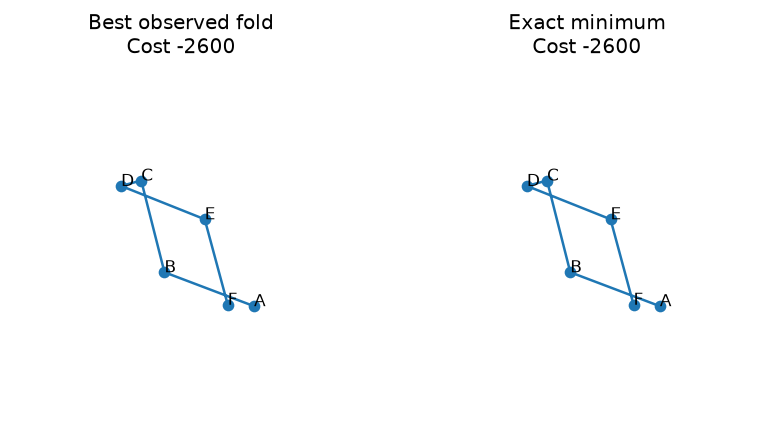 Best observed fold
Cost -2600
D
C
E
B
F
A
Exact minimum
Cost -2600
D
C
E
B
F
A